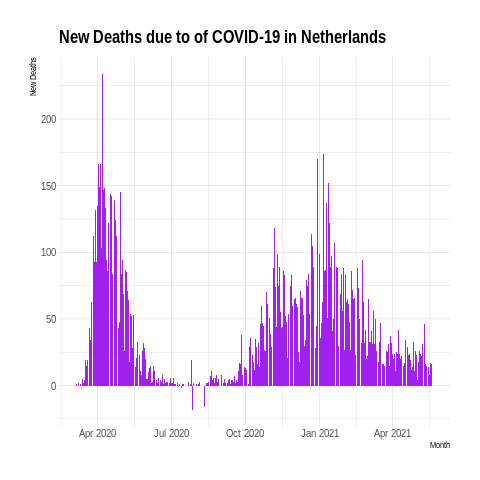 New Deaths due to of COVID-19 in Netherlands
New Deaths
200
150
100
50
0
Apr 2020 Jul 2020 Oct 2020 Jan 2021 Apr 2021
Month